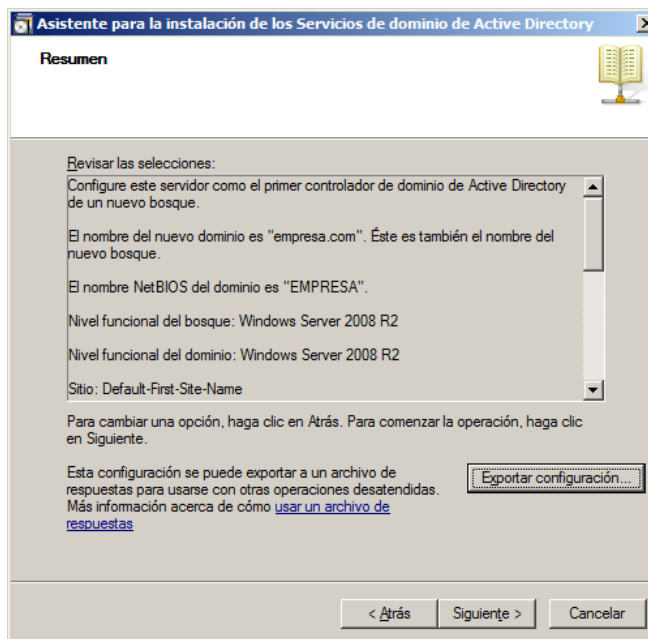 Asistente para la instalación de los Servicios de dominio de Active Directory
Resumen
Revisar las selecciones:
Configure este servidor como el primer controlador de dominio de Active Directory
de un nuevo bosque.
El nombre del nuevo dominio es "empresa.com". Éste es también el nombre del
nuevo bosque.
El nombre NetBIOS del dominio es "EMPRESA".
Nivel funcional del bosque: Windows Server 2008 R2
Nivel funcional del dominio: Windows Server 2008 R2
Sitio: Default-First-Site-Name
Para cambiar una opción, haga clic en Atrás. Para comenzar la operación, haga clic
en Siguiente.
Esta configuración se puede exportar a un archivo de
respuestas para usarse con otras operaciones desatendidas.
Más información acerca de cómo usar un archivo de
respuestas
Exportar configuración...
< Atrás
Siguiente >
Cancelar